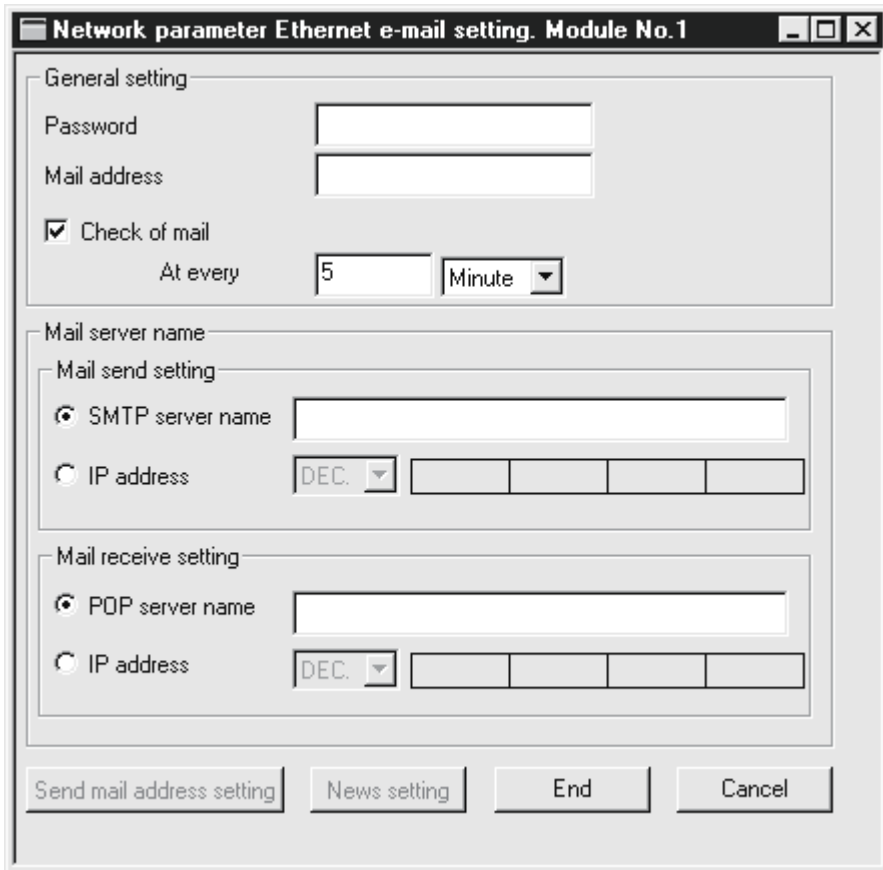 Network parameter Ethernet e-mail setting. Module No.1
General setting
Password
Mail address
Check of mail
At every 5 Minute
Mail server name
Mail send setting
SMTP server name
IP address DEC.
Mail receive setting
POP server name
IP address DEC.
Send mail address setting News setting End Cancel